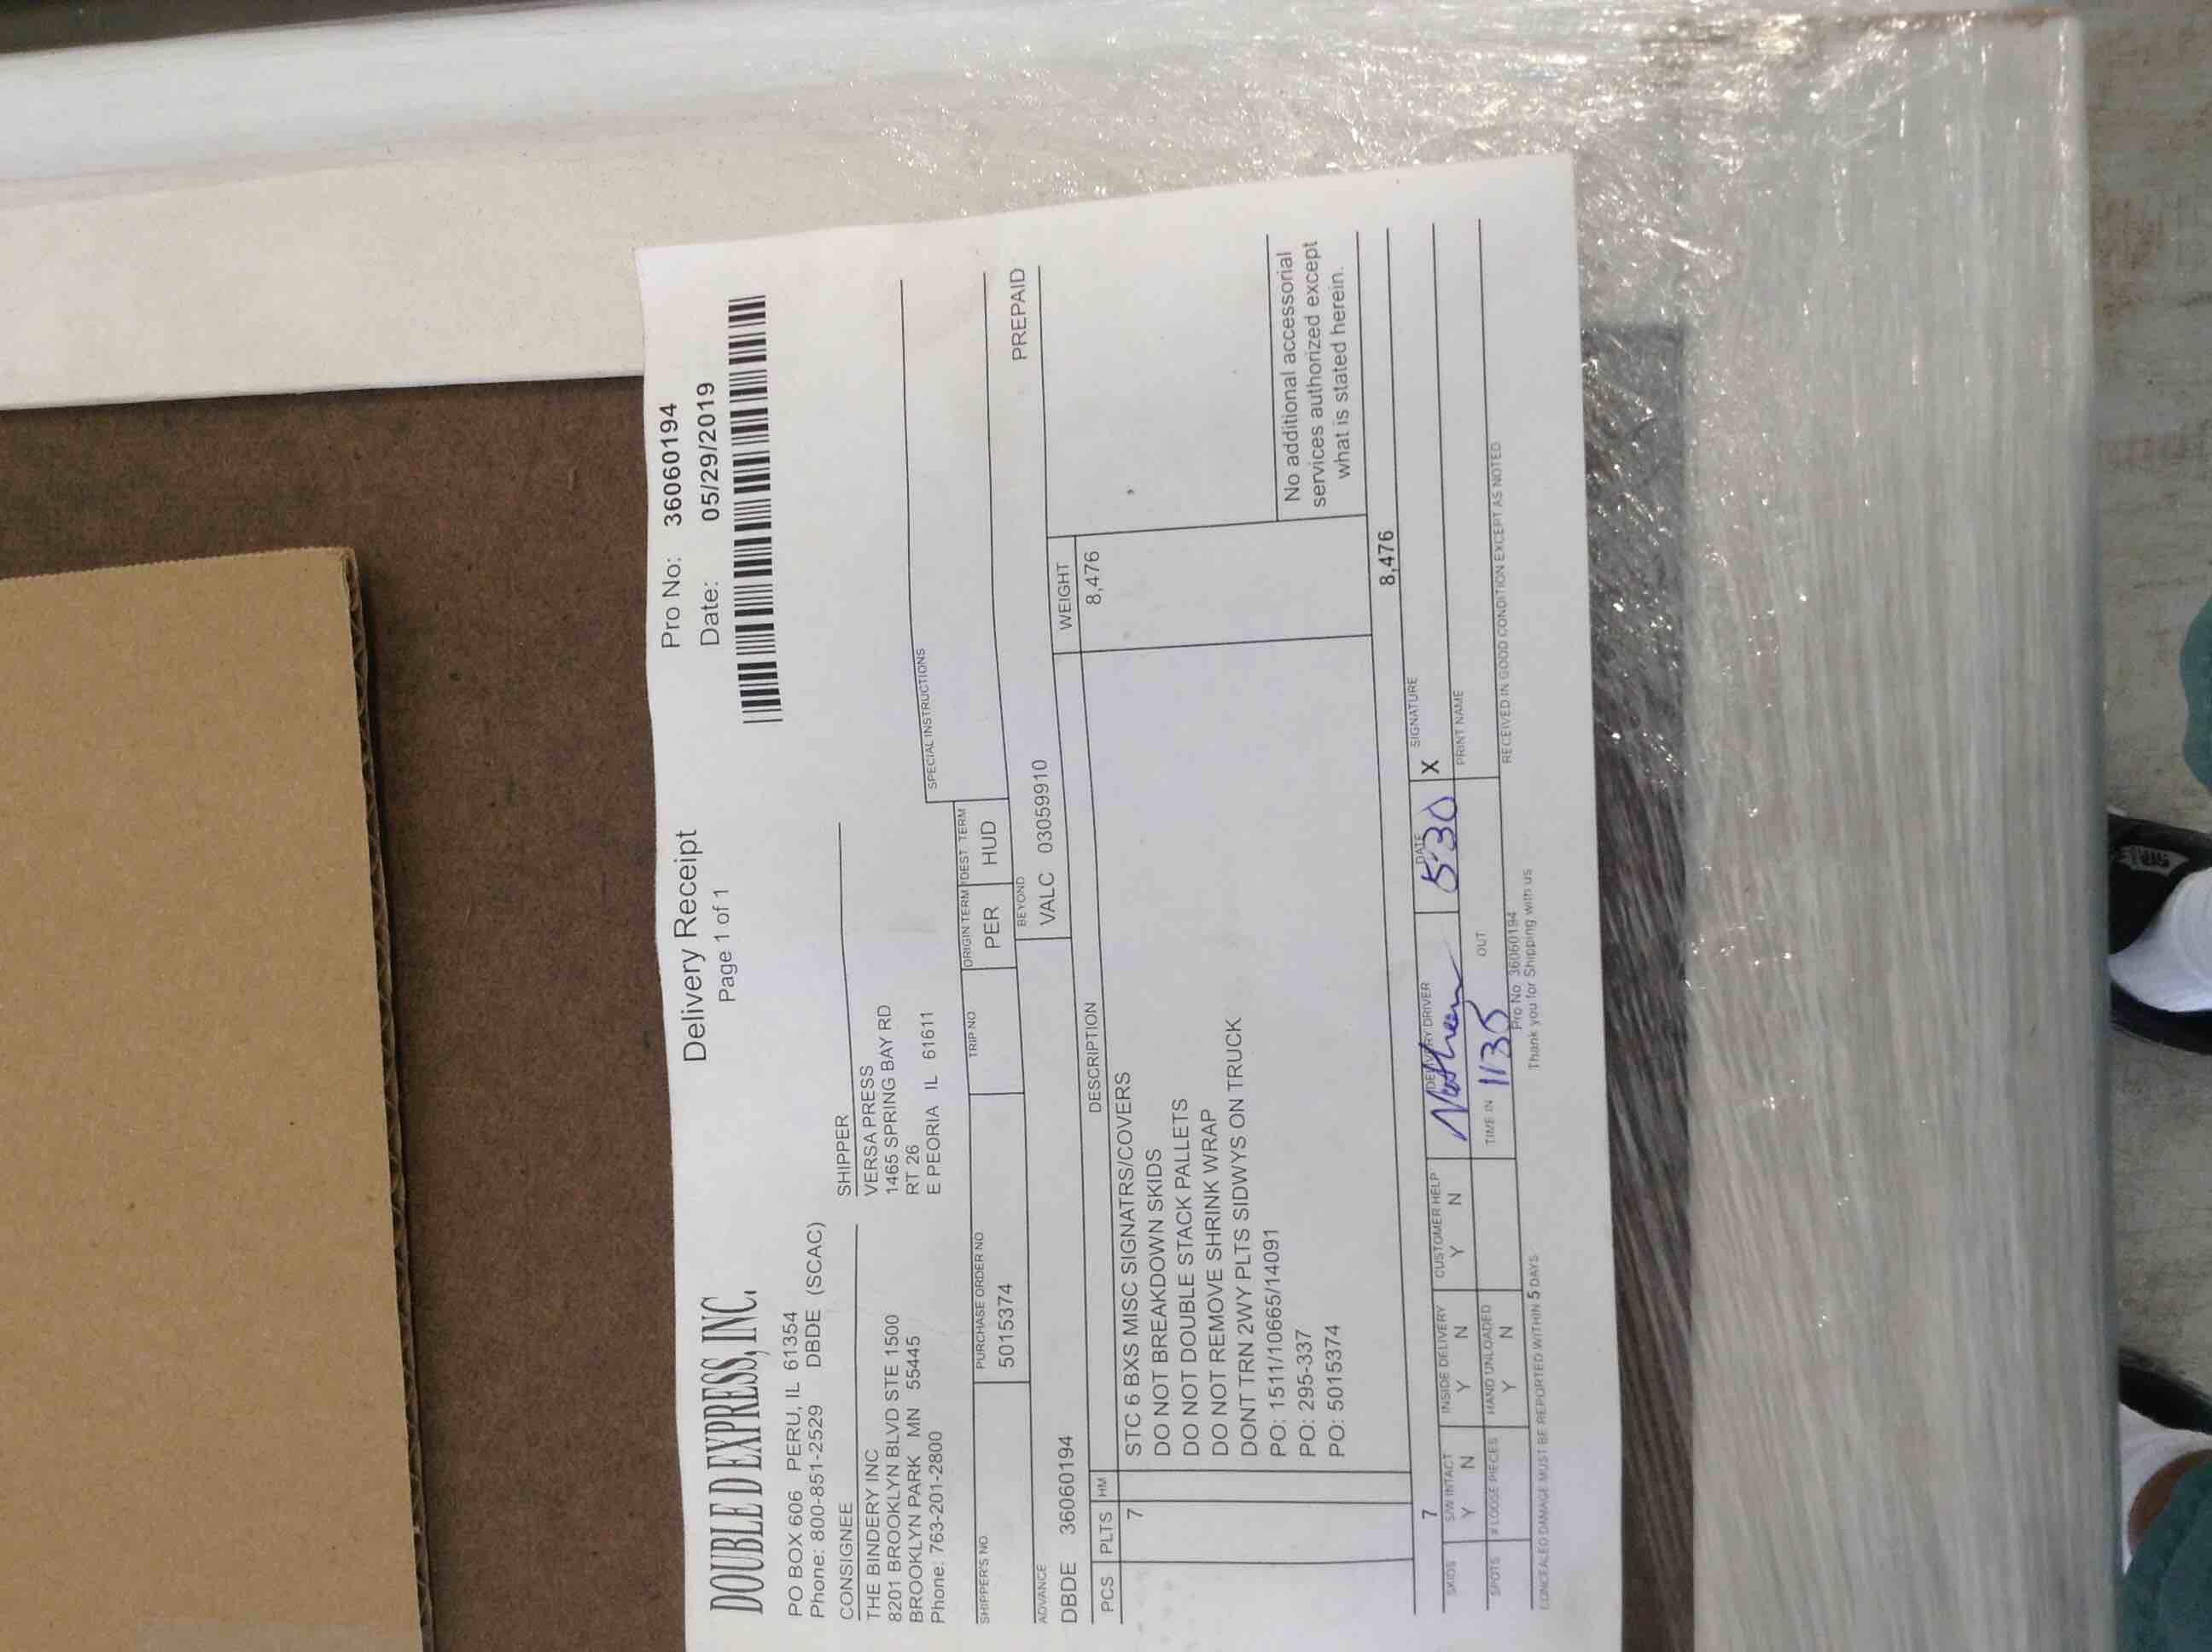 DOUBLE D EXPRESS, INC.
Delivery Receipt
Page 1 of 1
Pro No: 36060194
Date: 05/29/2019
PO BOX 606 PERU, IL 61354
Phone: 800-851-2529 DBDE (SCAC)
CONSIGNEE
THE BINDERY INC
8201 BROOKLYN BLVD STE 1500
BROOKLYN PARK MN 55445
Phone: 763-201-2800
SHIPPER
VERSA PRESS
1465 SPRING BAY RD
RT 26
E PEORIA IL 61611
SPECIAL INSTRUCTIONS
SHIPPER'S NO
PURCHASE ORDER NO
5015374
TRIP NO
ORIGIN TERM
PER
DEST TERM
HUD
PREPAID
ADVANCE
DBDE 36060194
BEYOND
VALC 03059910
PCS PLTS HM DESCRIPTION WEIGHT
7 STC 6 BXS MISC SIGNATRS/COVERS 8,476
DO NOT BREAKDOWN SKIDS
DO NOT DOUBLE STACK PALLETS
DO NOT REMOVE SHRINK WRAP
DONT TRN 2WY PLTS SIDWYS ON TRUCK
PO: 1511/10665/14091
PO: 295-337
PO: 5015374
No additional accessorial
services authorized except
what is stated herein.
7 8,476
SKIDS
S/W INTACT
Y N
INSIDE DELIVERY
Y N
CUSTOMER HELP
Y N
DELIVERY DRIVER
DATE
5-30
X SIGNATURE
SPOTS
# LOOSE PIECES
HAND UNLOADED
Y N
TIME IN 1135
OUT
PRINT NAME
CONCEALED DAMAGE MUST BE REPORTED WITHIN 5 DAYS
Pro No 36060194
Thank you for Shipping with us
RECEIVED IN GOOD CONDITION EXCEPT AS NOTED